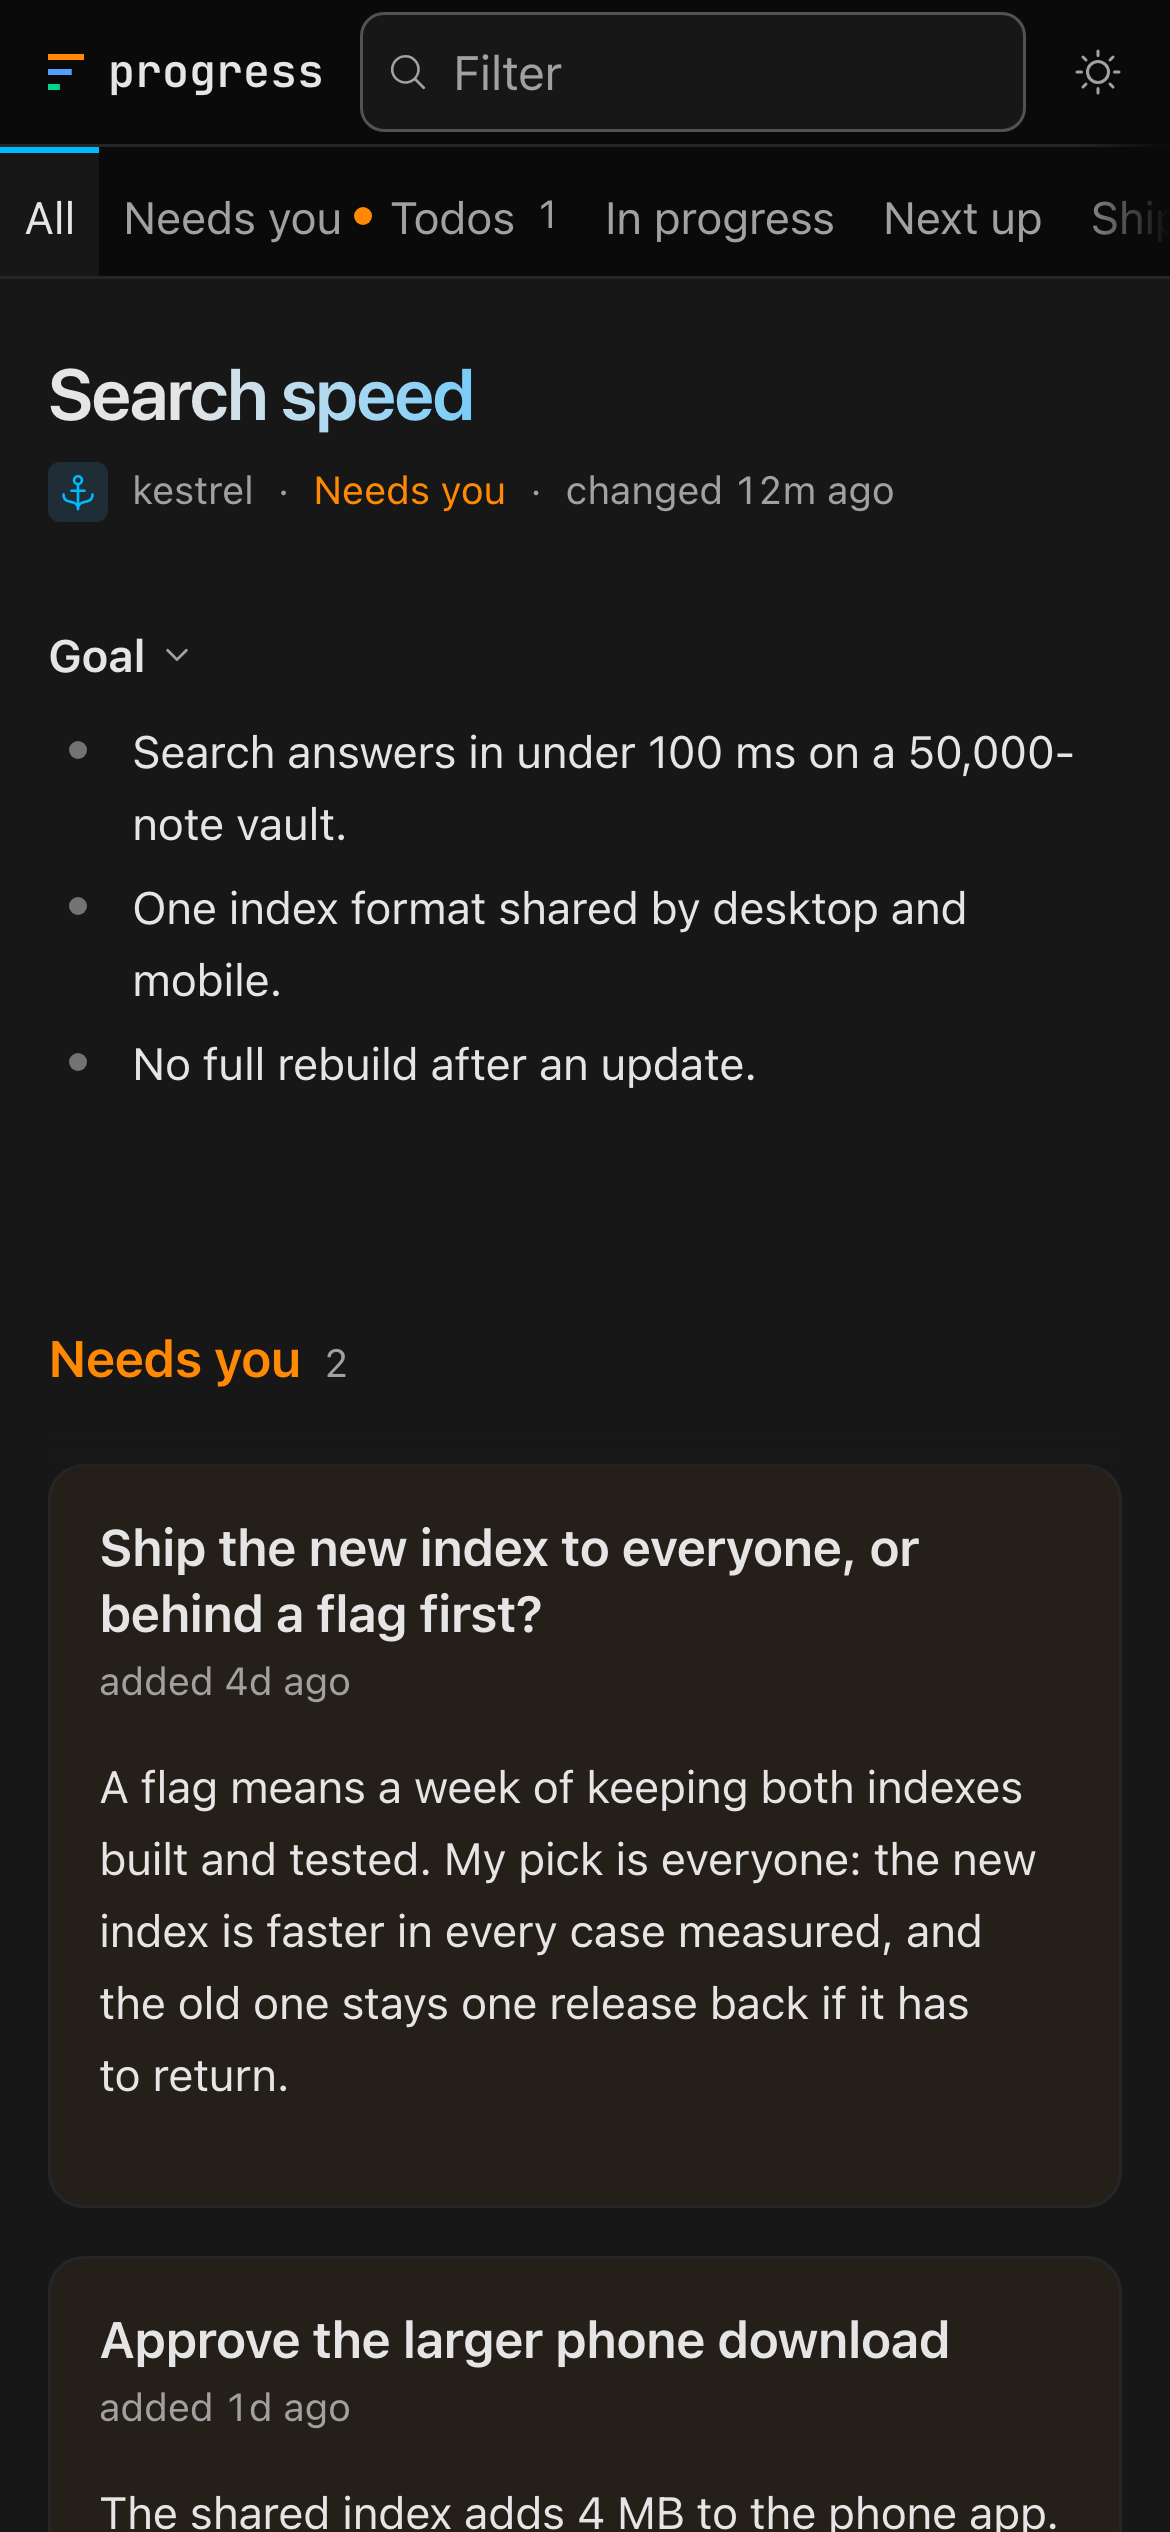 progress
Filter
All
Needs you
Todos 1
In progress
Next up
Search speed
kestrel · Needs you · changed 12m ago
Goal
Search answers in under 100 ms on a 50,000-
note vault.
One index format shared by desktop and
mobile.
No full rebuild after an update.
Needs you 2
Ship the new index to everyone, or
behind a flag first?
added 4d ago
A flag means a week of keeping both indexes
built and tested. My pick is everyone: the new
index is faster in every case measured, and
the old one stays one release back if it has
to return.
Approve the larger phone download
added 1d ago
The shared index adds 4 MB to the phone app.